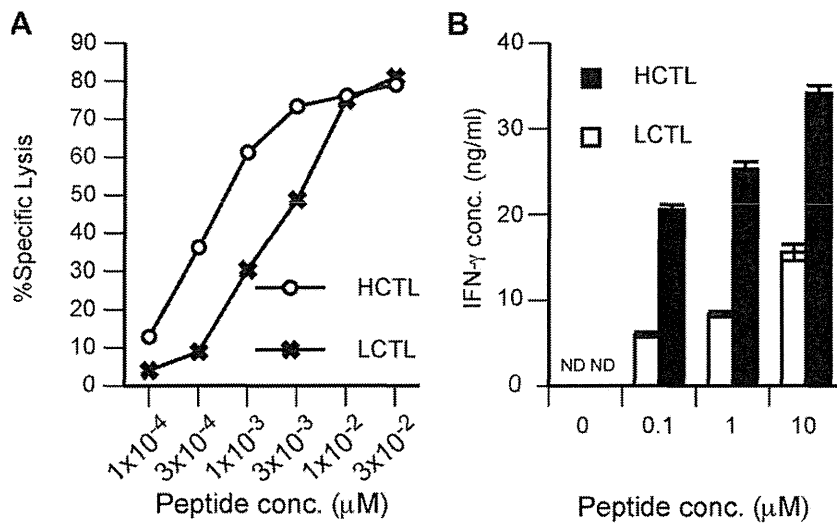 A
90
80
70
60
50
40
30
20
10
0
%Specific Lysis
HCTL
LCTL
1x10-4
3x10-4
1x10-3
3x10-3
1x10-2
3x10-2
Peptide conc. (μM)
B
40
30
20
10
0
IFN-γ conc. (ng/ml)
HCTL
LCTL
ND ND
0 0.1 1 10
Peptide conc. (μM)